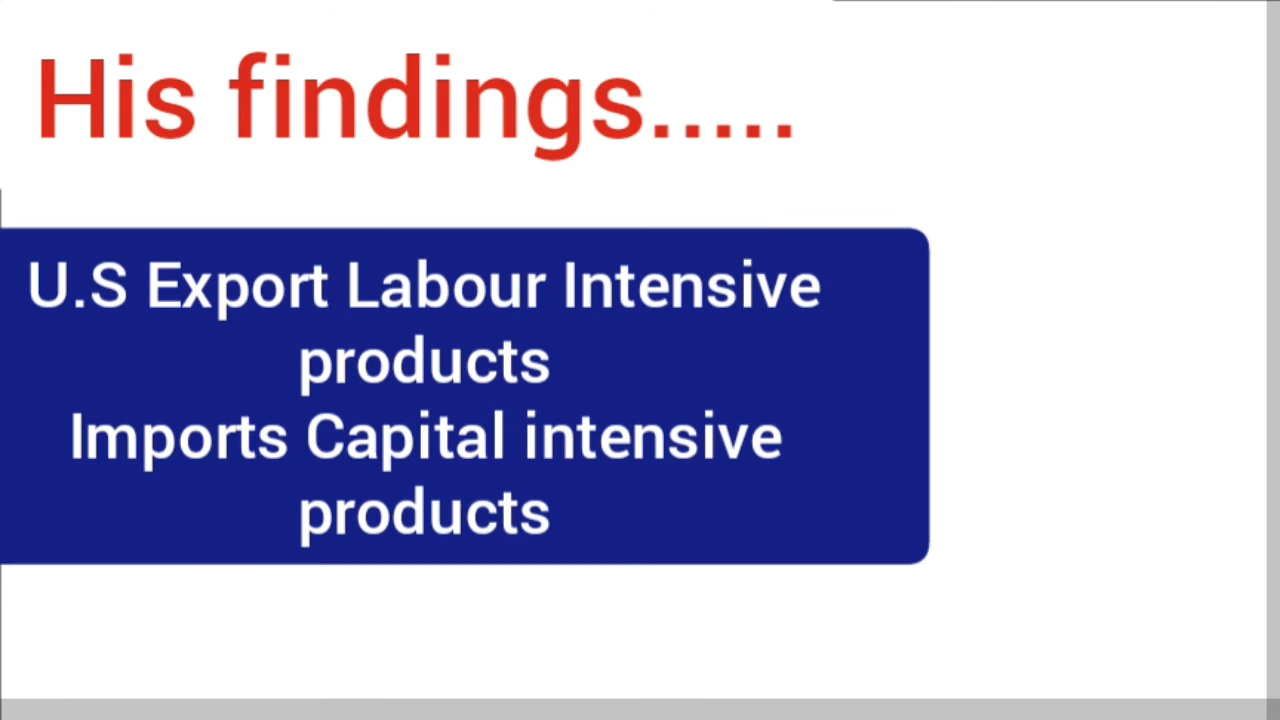 His findings.....
U.S Export Labour Intensive
products
Imports Capital intensive
products